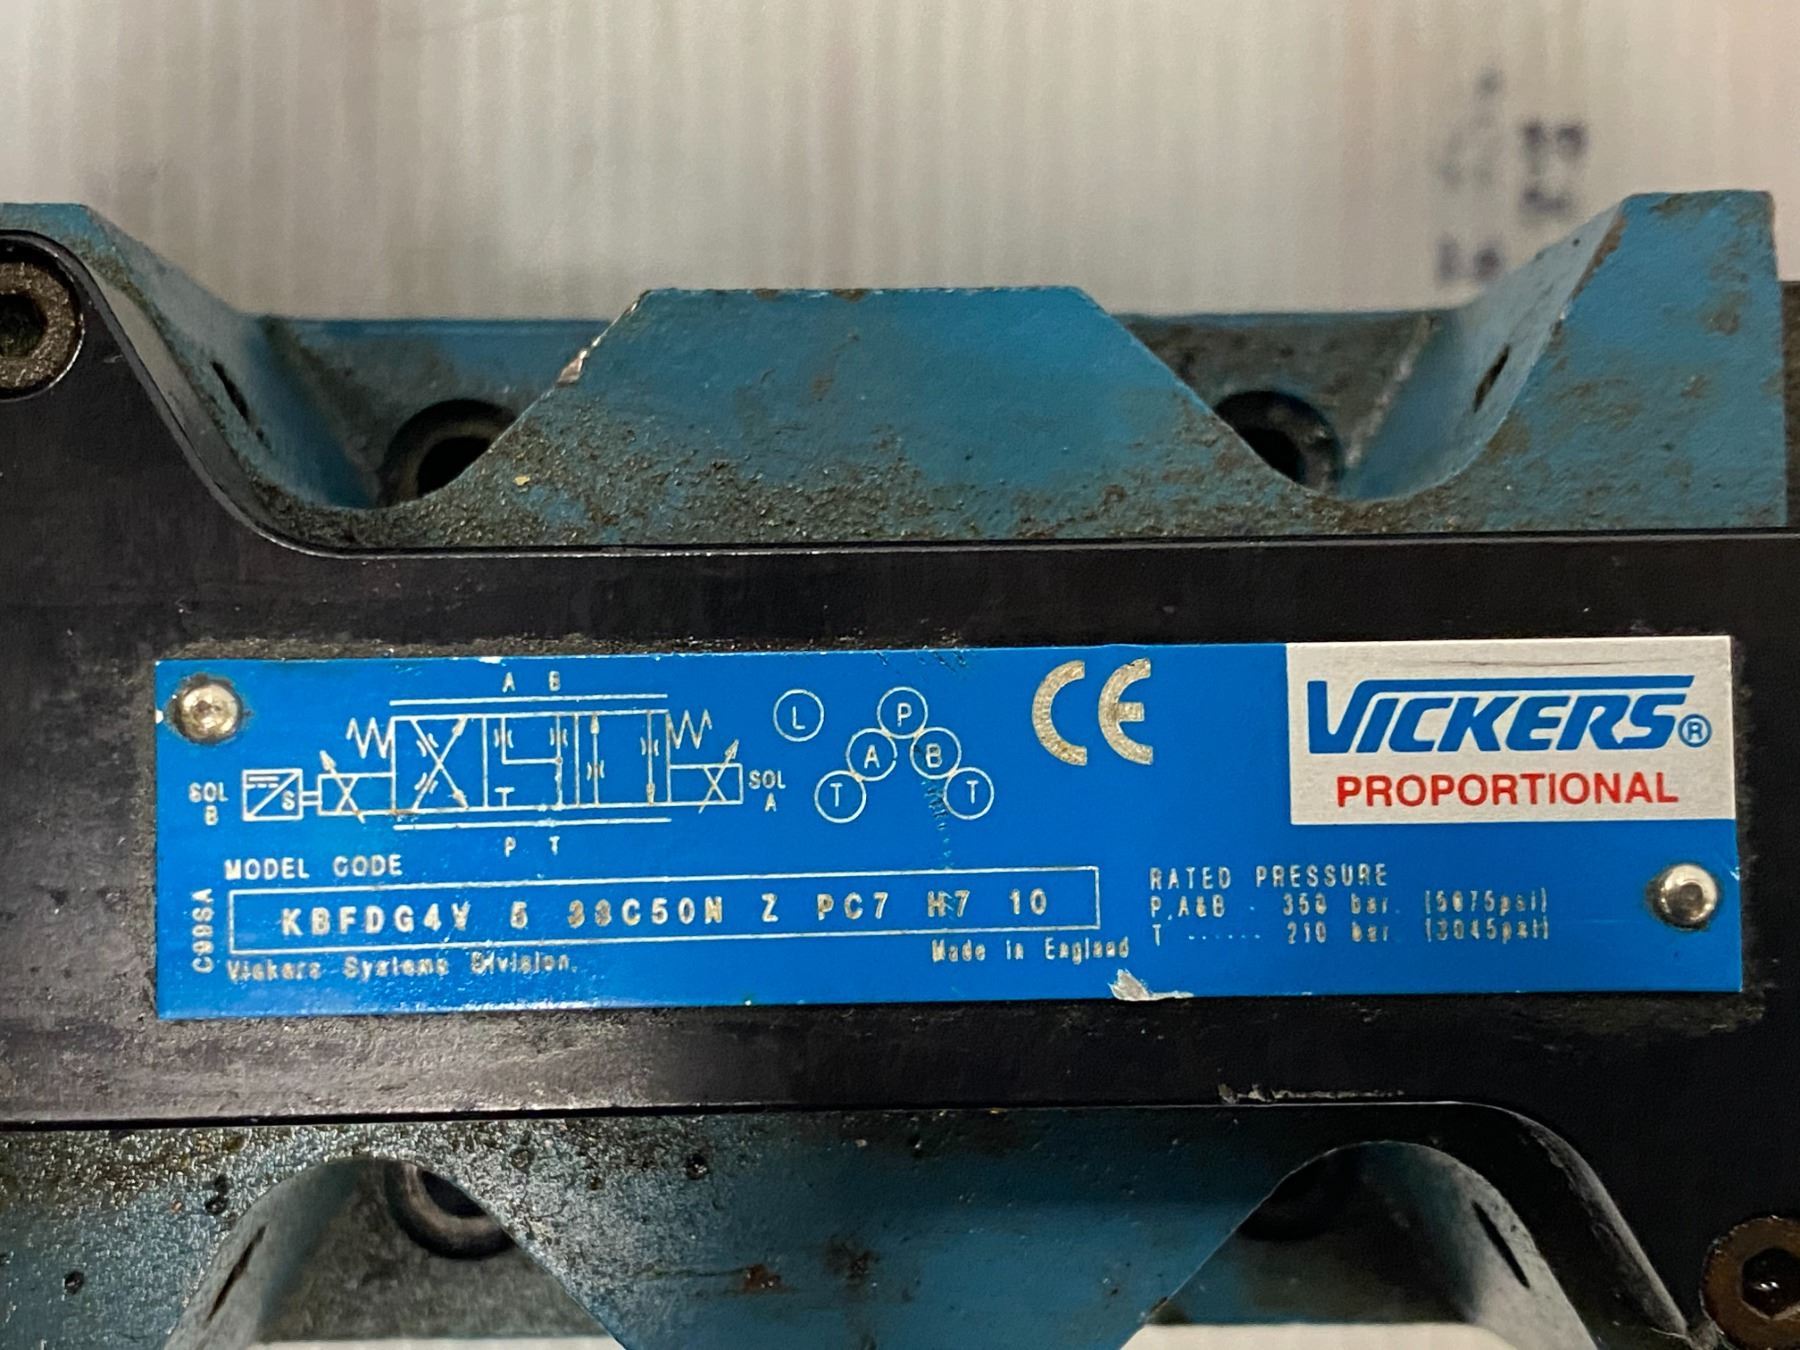 A B
SOL B
S
T
SOL A
P T
L
P
A
B
T
T
CE
VICKERS®
PROPORTIONAL
MODEL CODE
C99SA
KBFDG4V 5 33C50N Z PC7 H7 10
Vickers Systems Division.
Made in England
RATED PRESSURE
P,A&B - 350 bar (5075psi)
T ------ 210 bar (3045psi)